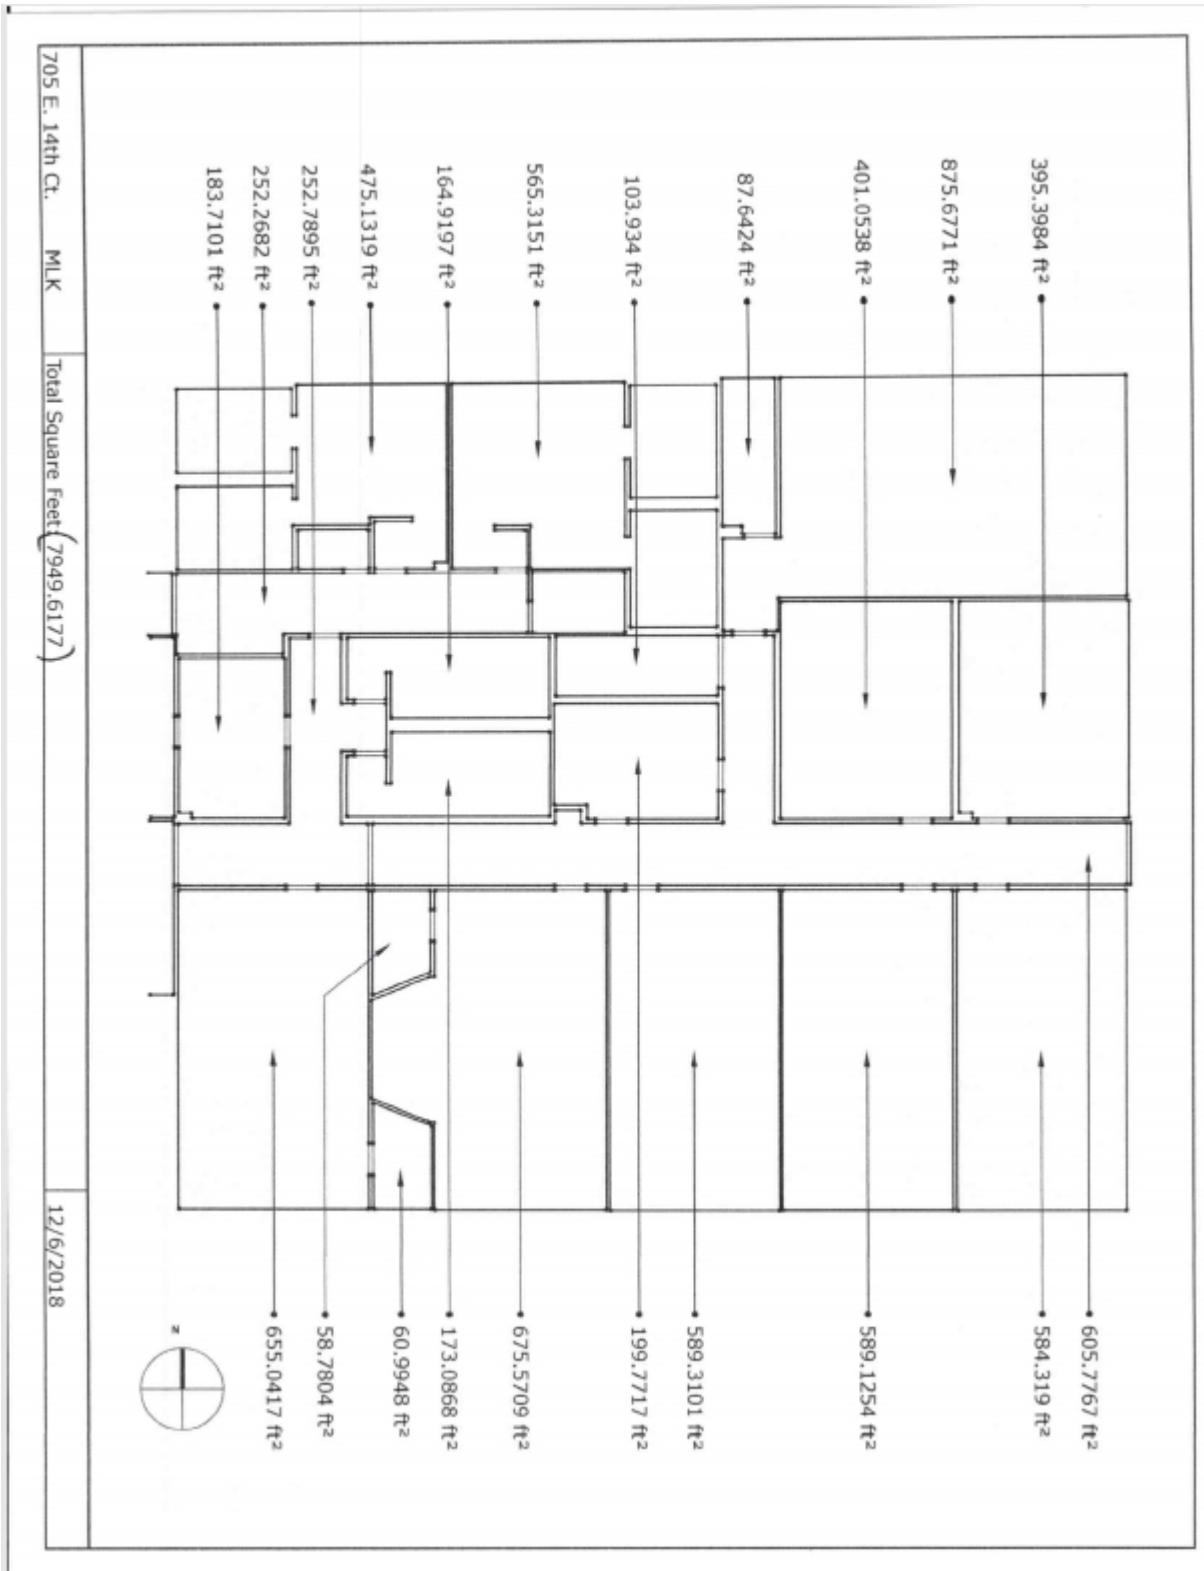 395.3984 ft²
875.6771 ft²
401.0538 ft²
87.6424 ft²
103.934 ft²
565.3151 ft²
164.9197 ft²
475.1319 ft²
252.7895 ft²
252.2682 ft²
183.7101 ft²
605.7767 ft²
584.319 ft²
589.1254 ft²
589.3101 ft²
199.7717 ft²
675.5709 ft²
173.0868 ft²
60.9948 ft²
58.7804 ft²
655.0417 ft²
N
705 E. 14th Ct. MLK
Total Square Feet: (7949.6177)
12/6/2018